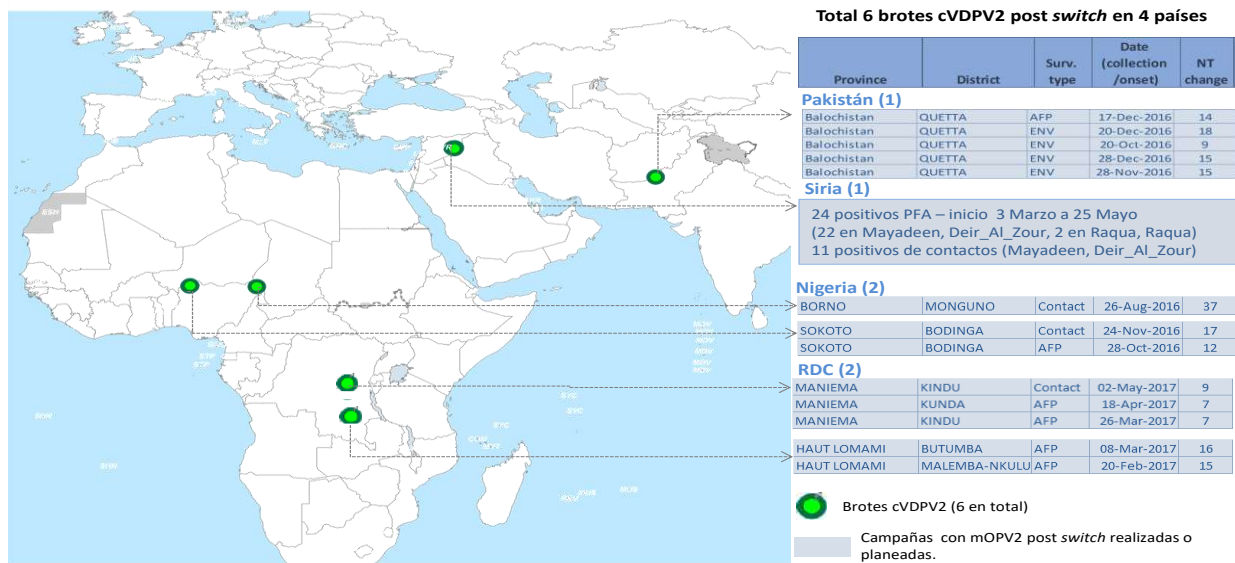 Total 6 brotes cVDPV2 post switch en 4 países
Province District Surv. type Date (collection /onset) NT change
Pakistán (1)
Balochistan QUETTA AFP 17-Dec-2016 14
Balochistan QUETTA ENV 20-Dec-2016 18
Balochistan QUETTA ENV 20-Oct-2016 9
Balochistan QUETTA ENV 28-Dec-2016 15
Balochistan QUETTA ENV 28-Nov-2016 15
Siria (1)
24 positivos PFA – inicio 3 Marzo a 25 Mayo
(22 en Mayadeen, Deir_Al_Zour, 2 en Raqua, Raqua)
11 positivos de contactos (Mayadeen, Deir_Al_Zour)
Nigeria (2)
BORNO MONGUNO Contact 26-Aug-2016 37
SOKOTO BODINGA Contact 24-Nov-2016 17
SOKOTO BODINGA AFP 28-Oct-2016 12
RDC (2)
MANIEMA KINDU Contact 02-May-2017 9
MANIEMA KUNDA AFP 18-Apr-2017 7
MANIEMA KINDU AFP 26-Mar-2017 7
HAUT LOMAMI BUTUMBA AFP 08-Mar-2017 16
HAUT LOMAMI MALEMBA-NKULU AFP 20-Feb-2017 15
Brotes cVDPV2 (6 en total)
Campañas con mOPV2 post switch realizadas o
planeadas.
ESH
SYC
COM
MUS